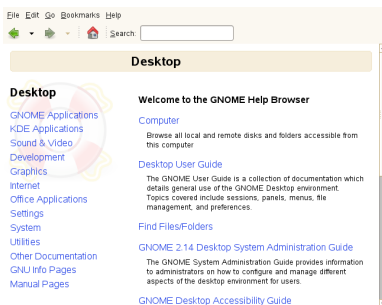 File Edit Go Bookmarks Help
Search:
Desktop
Desktop
GNOME Applications
KDE Applications
Sound & Video
Development
Graphics
Internet
Office Applications
Settings
System
Utilities
Other Documentation
GNU Info Pages
Manual Pages
Welcome to the GNOME Help Browser
Computer
Browse all local and remote disks and folders accessible from
this computer
Desktop User Guide
The GNOME User Guide is a collection of documentation which
details general use of the GNOME Desktop environment.
Topics covered include sessions, panels, menus, file
management, and preferences.
Find Files/Folders
GNOME 2.14 Desktop System Administration Guide
The GNOME System Administration Guide provides information
to administrators on how to configure and manage different
aspects of the desktop environment for users.
GNOME Desktop Accessibility Guide